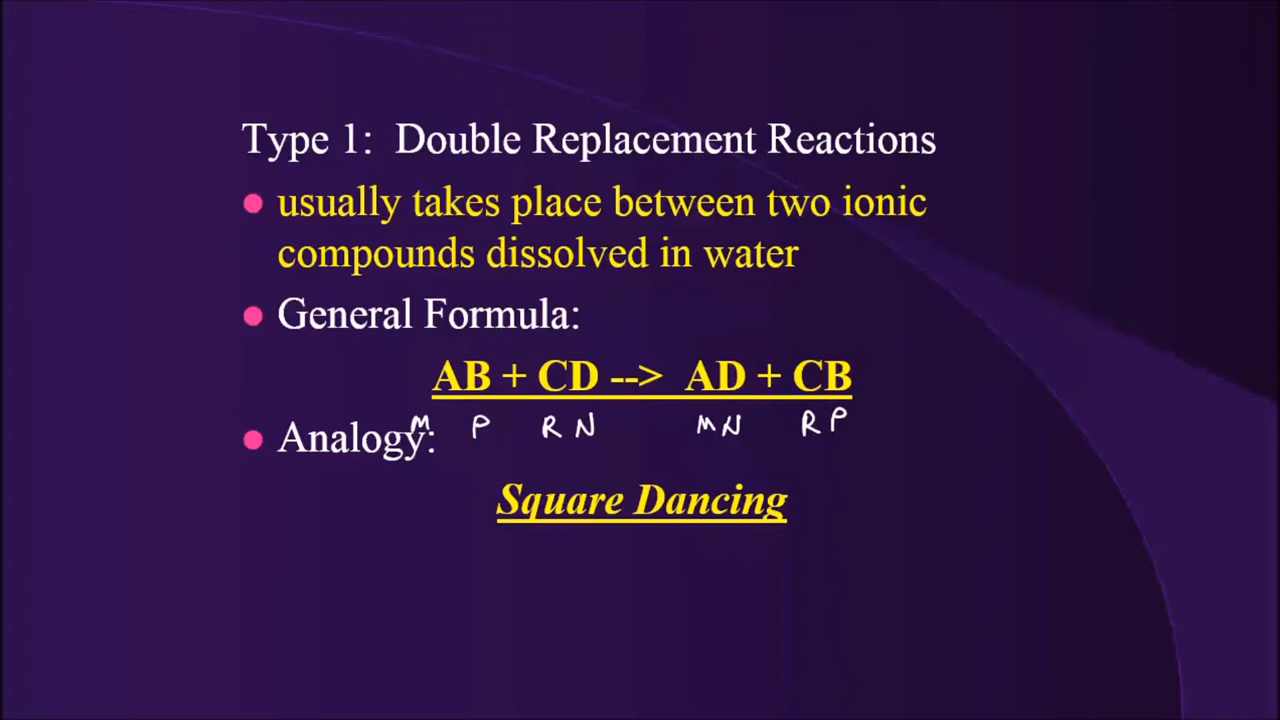 Type 1: Double Replacement Reactions
usually takes place between two ionic
compounds dissolved in water
General Formula:
AB + CD --> AD + CB
M P R N M N R P
Analogy:
Square Dancing